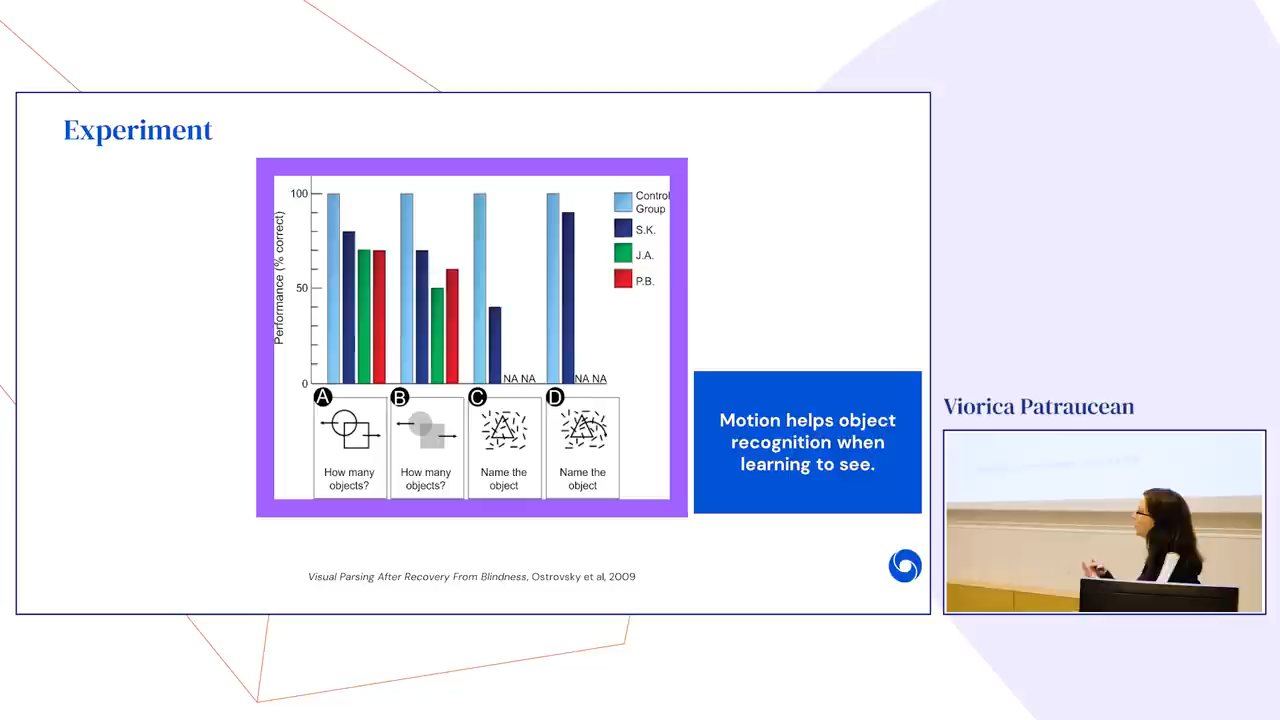 Experiment
Performance (% correct)
100
50
0
Control
Group
S.K.
J.A.
P.B.
NA NA
NA NA
A
B
C
D
How many
objects?
How many
objects?
Name the
object
Name the
object
Motion helps object
recognition when
learning to see.
Visual Parsing After Recovery From Blindness, Ostrovsky et al, 2009
Viorica Patraucean